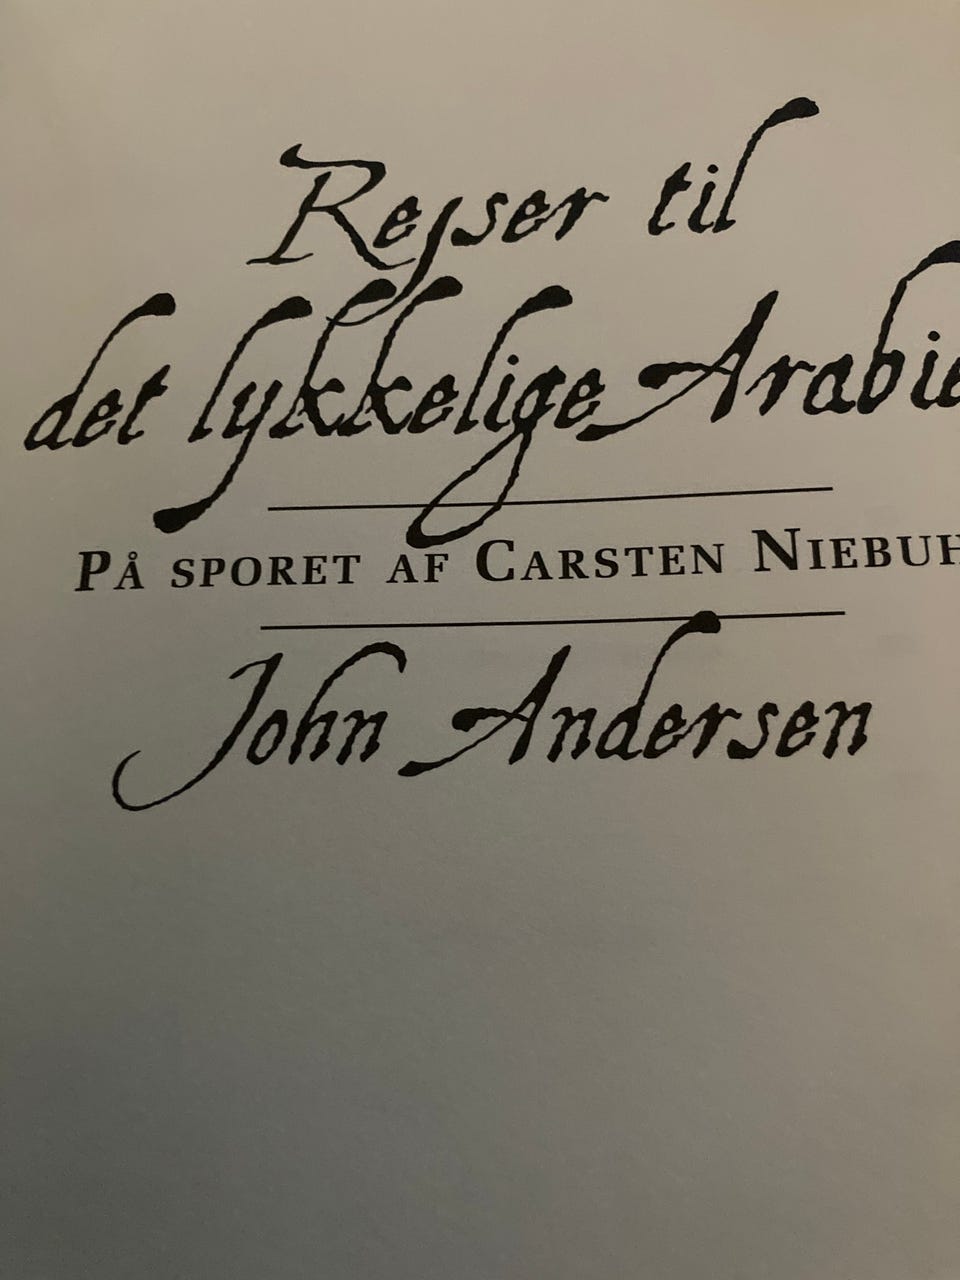 Rejser til
det lykkelige Arabie
På sporet af Carsten Niebuh
John Andersen